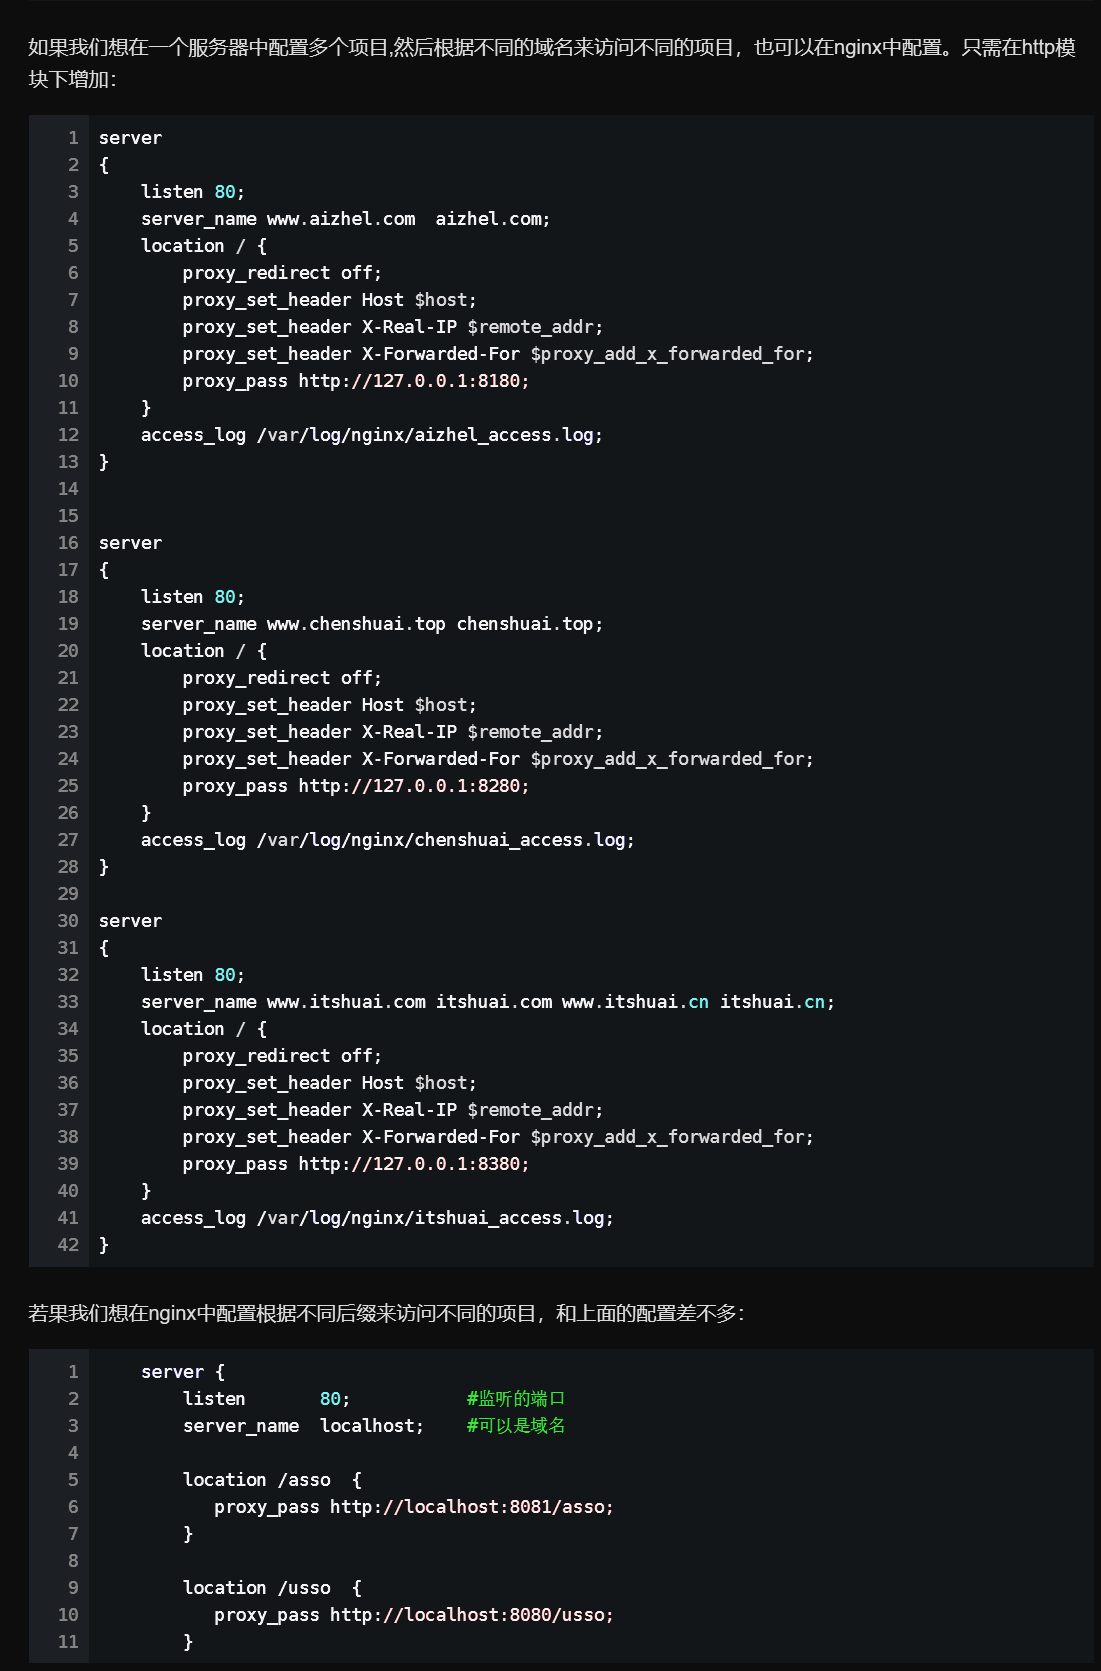 如果我们想在一个服务器中配置多个项目,然后根据不同的域名来访问不同的项目，也可以在nginx中配置。只需在http模
块下增加：
1 server
2 {
3     listen 80;
4     server_name www.aizhel.com  aizhel.com;
5     location / {
6         proxy_redirect off;
7         proxy_set_header Host $host;
8         proxy_set_header X-Real-IP $remote_addr;
9         proxy_set_header X-Forwarded-For $proxy_add_x_forwarded_for;
10         proxy_pass http://127.0.0.1:8180;
11     }
12     access_log /var/log/nginx/aizhel_access.log;
13 }
14
15
16 server
17 {
18     listen 80;
19     server_name www.chenshuai.top chenshuai.top;
20     location / {
21         proxy_redirect off;
22         proxy_set_header Host $host;
23         proxy_set_header X-Real-IP $remote_addr;
24         proxy_set_header X-Forwarded-For $proxy_add_x_forwarded_for;
25         proxy_pass http://127.0.0.1:8280;
26     }
27     access_log /var/log/nginx/chenshuai_access.log;
28 }
29
30 server
31 {
32     listen 80;
33     server_name www.itshuai.com itshuai.com www.itshuai.cn itshuai.cn;
34     location / {
35         proxy_redirect off;
36         proxy_set_header Host $host;
37         proxy_set_header X-Real-IP $remote_addr;
38         proxy_set_header X-Forwarded-For $proxy_add_x_forwarded_for;
39         proxy_pass http://127.0.0.1:8380;
40     }
41     access_log /var/log/nginx/itshuai_access.log;
42 }
若果我们想在nginx中配置根据不同后缀来访问不同的项目，和上面的配置差不多：
1     server {
2         listen       80;           #监听的端口
3         server_name  localhost;    #可以是域名
4
5         location /asso  {
6            proxy_pass http://localhost:8081/asso;
7         }
8
9         location /usso  {
10            proxy_pass http://localhost:8080/usso;
11         }